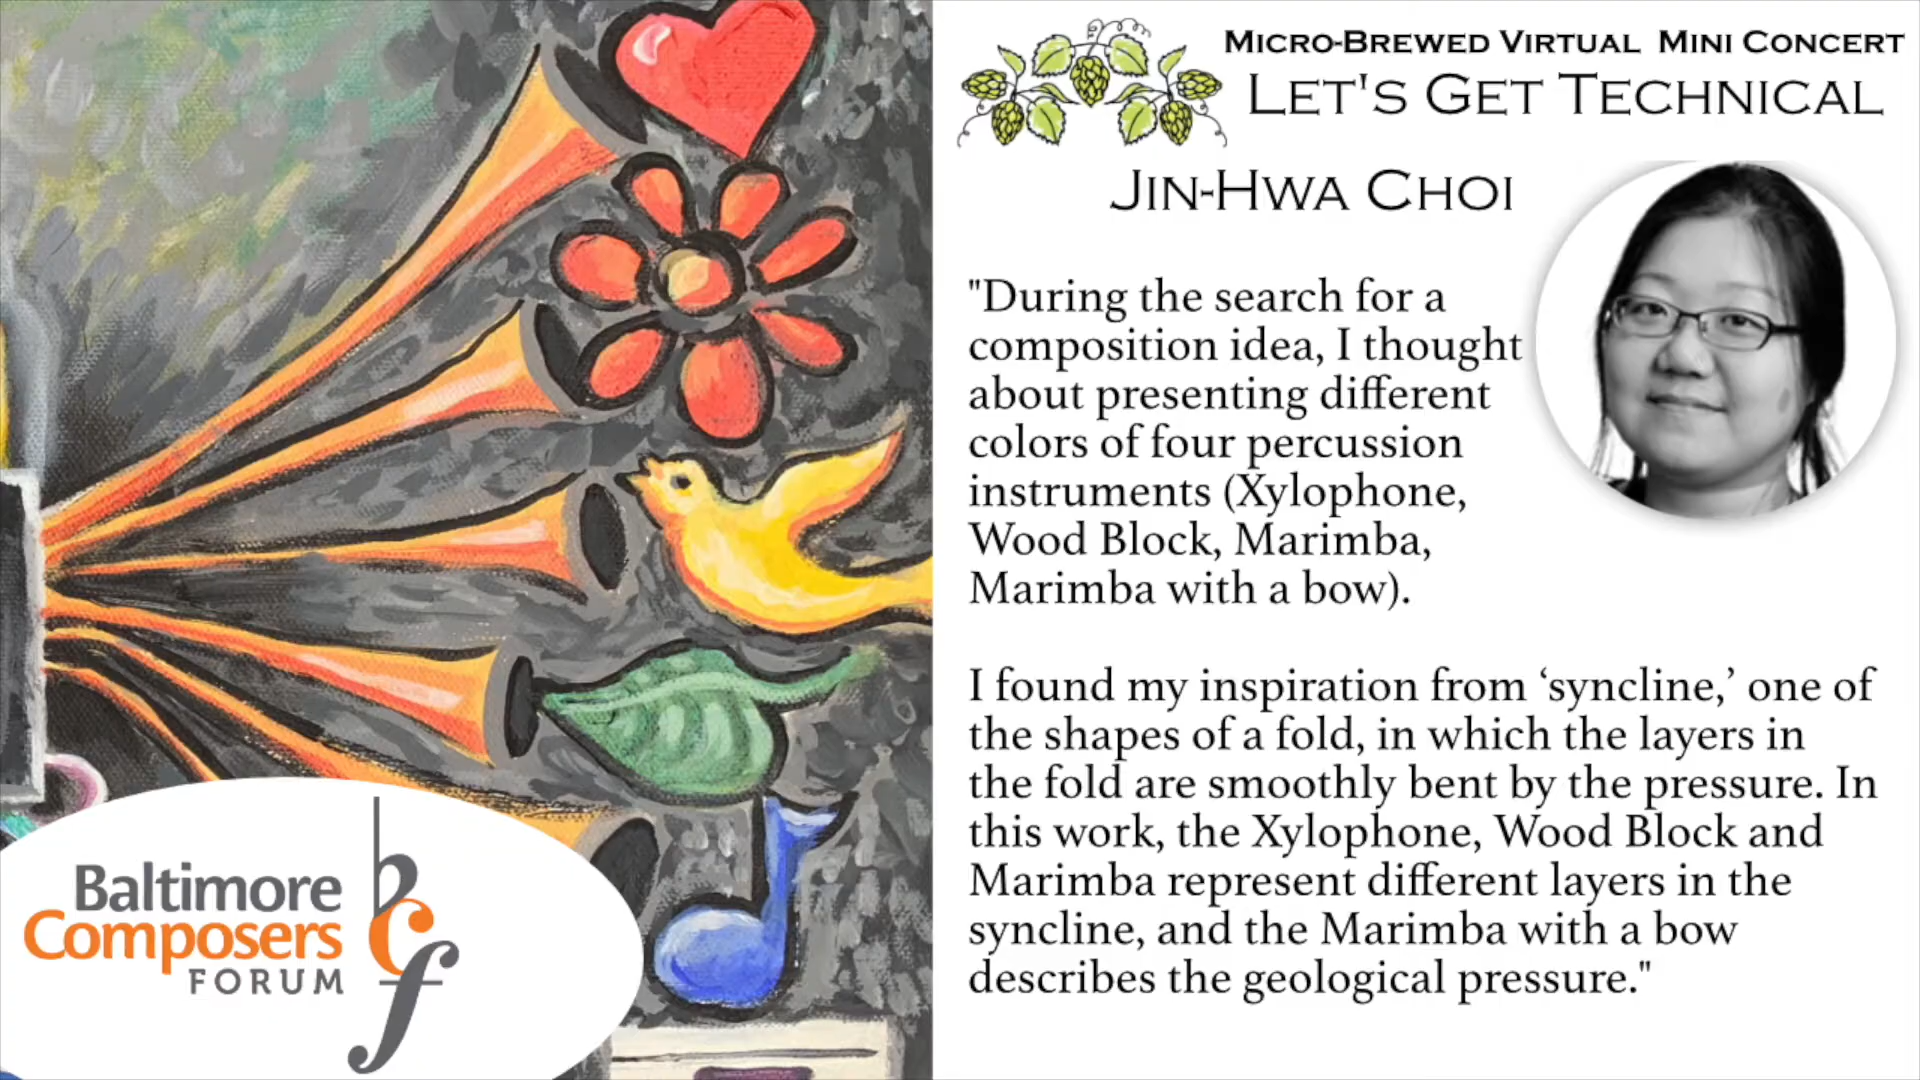 MICRO-BREWED VIRTUAL MINI CONCERT
LET'S GET TECHNICAL
JIN-HWA CHOI
"During the search for a
composition idea, I thought
about presenting different
colors of four percussion
instruments (Xylophone,
Wood Block, Marimba,
Marimba with a bow).
I found my inspiration from ‘syncline,’ one of
the shapes of a fold, in which the layers in
the fold are smoothly bent by the pressure. In
this work, the Xylophone, Wood Block and
Marimba represent different layers in the
syncline, and the Marimba with a bow
describes the geological pressure."
Baltimore
Composers
FORUM
bcf